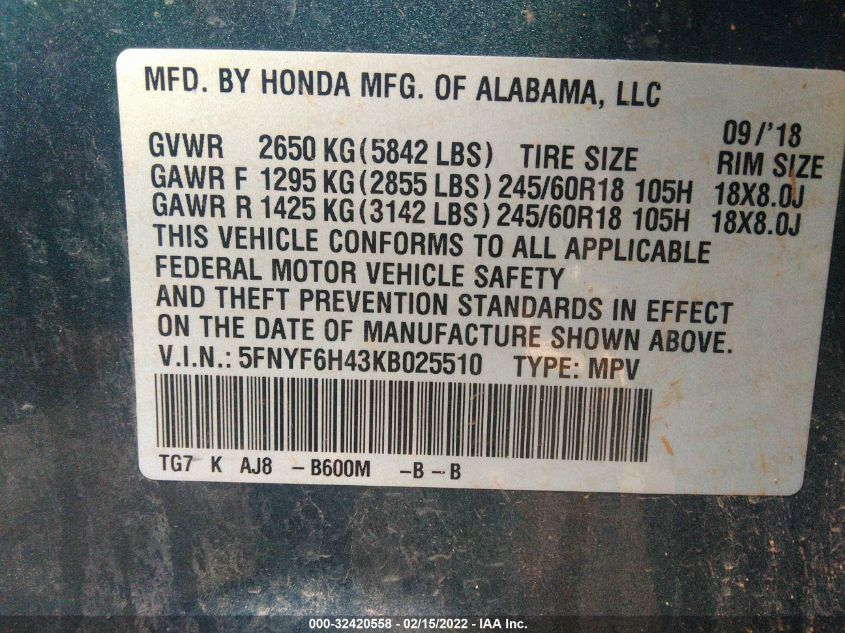 MFD. BY HONDA MFG. OF ALABAMA, LLC
09/'18
GVWR 2650 KG(5842 LBS) TIRE SIZE RIM SIZE
GAWR F 1295 KG(2855 LBS) 245/60R18 105H 18X8.0J
GAWR R 1425 KG(3142 LBS) 245/60R18 105H 18X8.0J
THIS VEHICLE CONFORMS TO ALL APPLICABLE
FEDERAL MOTOR VEHICLE SAFETY
AND THEFT PREVENTION STANDARDS IN EFFECT
ON THE DATE OF MANUFACTURE SHOWN ABOVE.
V.I.N.: 5FNYF6H43KB025510 TYPE: MPV
TG7 K AJ8 - B600M -B - B
000-32420558 - 02/15/2022 - IAA Inc.